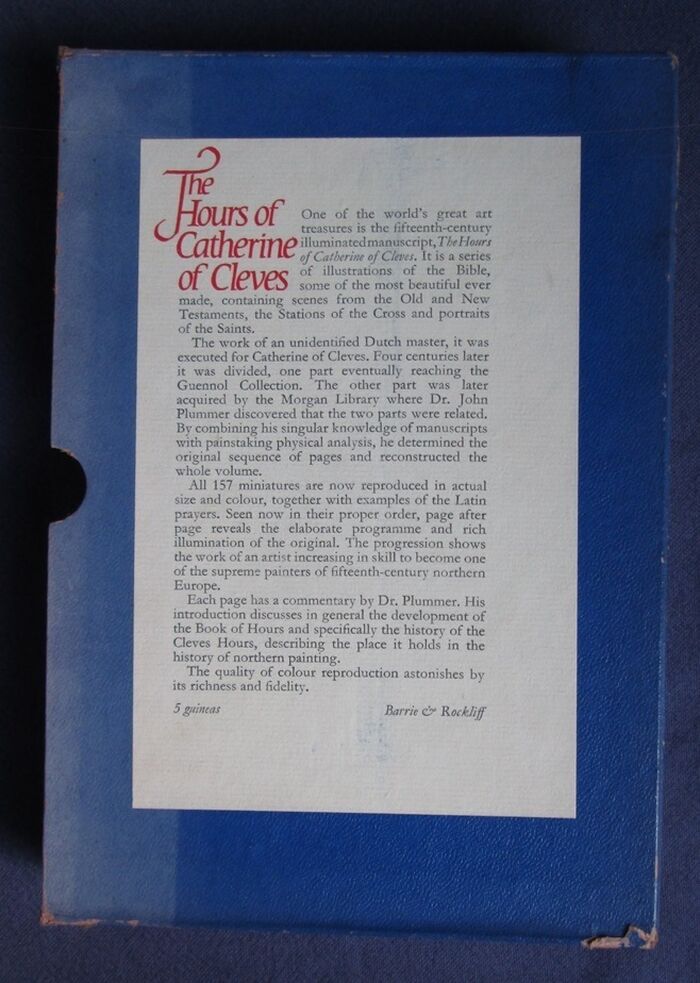 The
Hours of
Catherine
of Cleves
One of the world's great art
treasures is the fifteenth-century
illuminated manuscript, The Hours
of Catherine of Cleves. It is a series
of illustrations of the Bible,
some of the most beautiful ever
made, containing scenes from the Old and New
Testaments, the Stations of the Cross and portraits
of the Saints.
The work of an unidentified Dutch master, it was
executed for Catherine of Cleves. Four centuries later
it was divided, one part eventually reaching the
Guennol Collection. The other part was later
acquired by the Morgan Library where Dr. John
Plummer discovered that the two parts were related.
By combining his singular knowledge of manuscripts
with painstaking physical analysis, he determined the
original sequence of pages and reconstructed the
whole volume.
All 157 miniatures are now reproduced in actual
size and colour, together with examples of the Latin
prayers. Seen now in their proper order, page after
page reveals the elaborate programme and rich
illumination of the original. The progression shows
the work of an artist increasing in skill to become one
of the supreme painters of fifteenth-century northern
Europe.
Each page has a commentary by Dr. Plummer. His
introduction discusses in general the development of
the Book of Hours and specifically the history of the
Cleves Hours, describing the place it holds in the
history of northern painting.
The quality of colour reproduction astonishes by
its richness and fidelity.
5 guineas Barrie & Rockliff